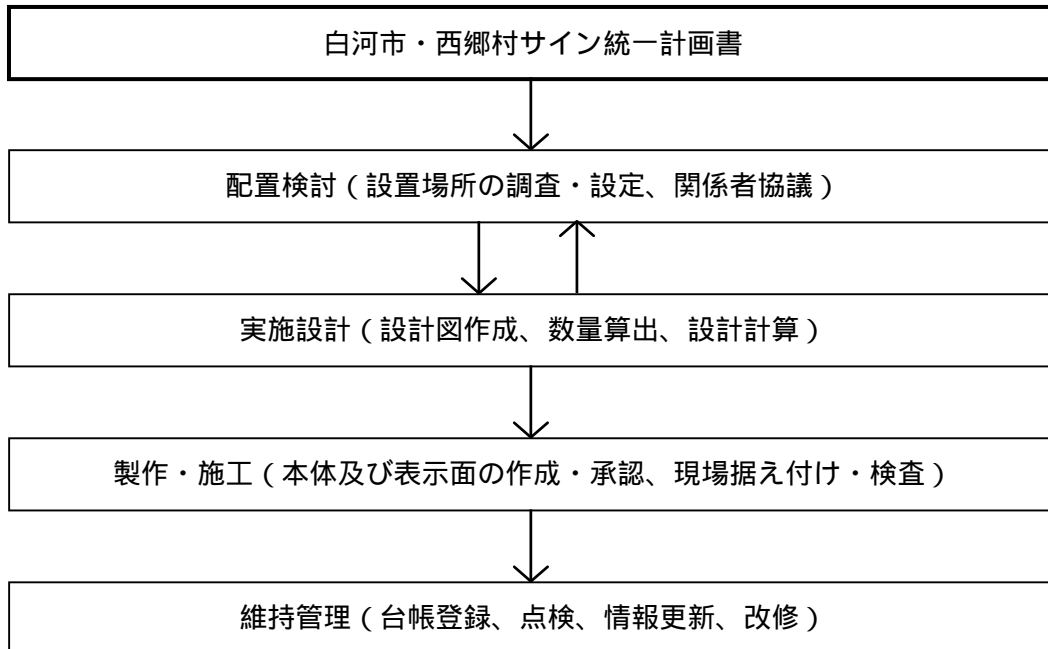 白河市・西郷村サイン統一計画書
配置検討（設置場所の調査・設定、関係者協議）
実施設計（設計図作成、数量算出、設計計算）
製作・施工（本体及び表示面の作成・承認、現場据え付け・検査）
維持管理（台帳登録、点検、情報更新、改修）